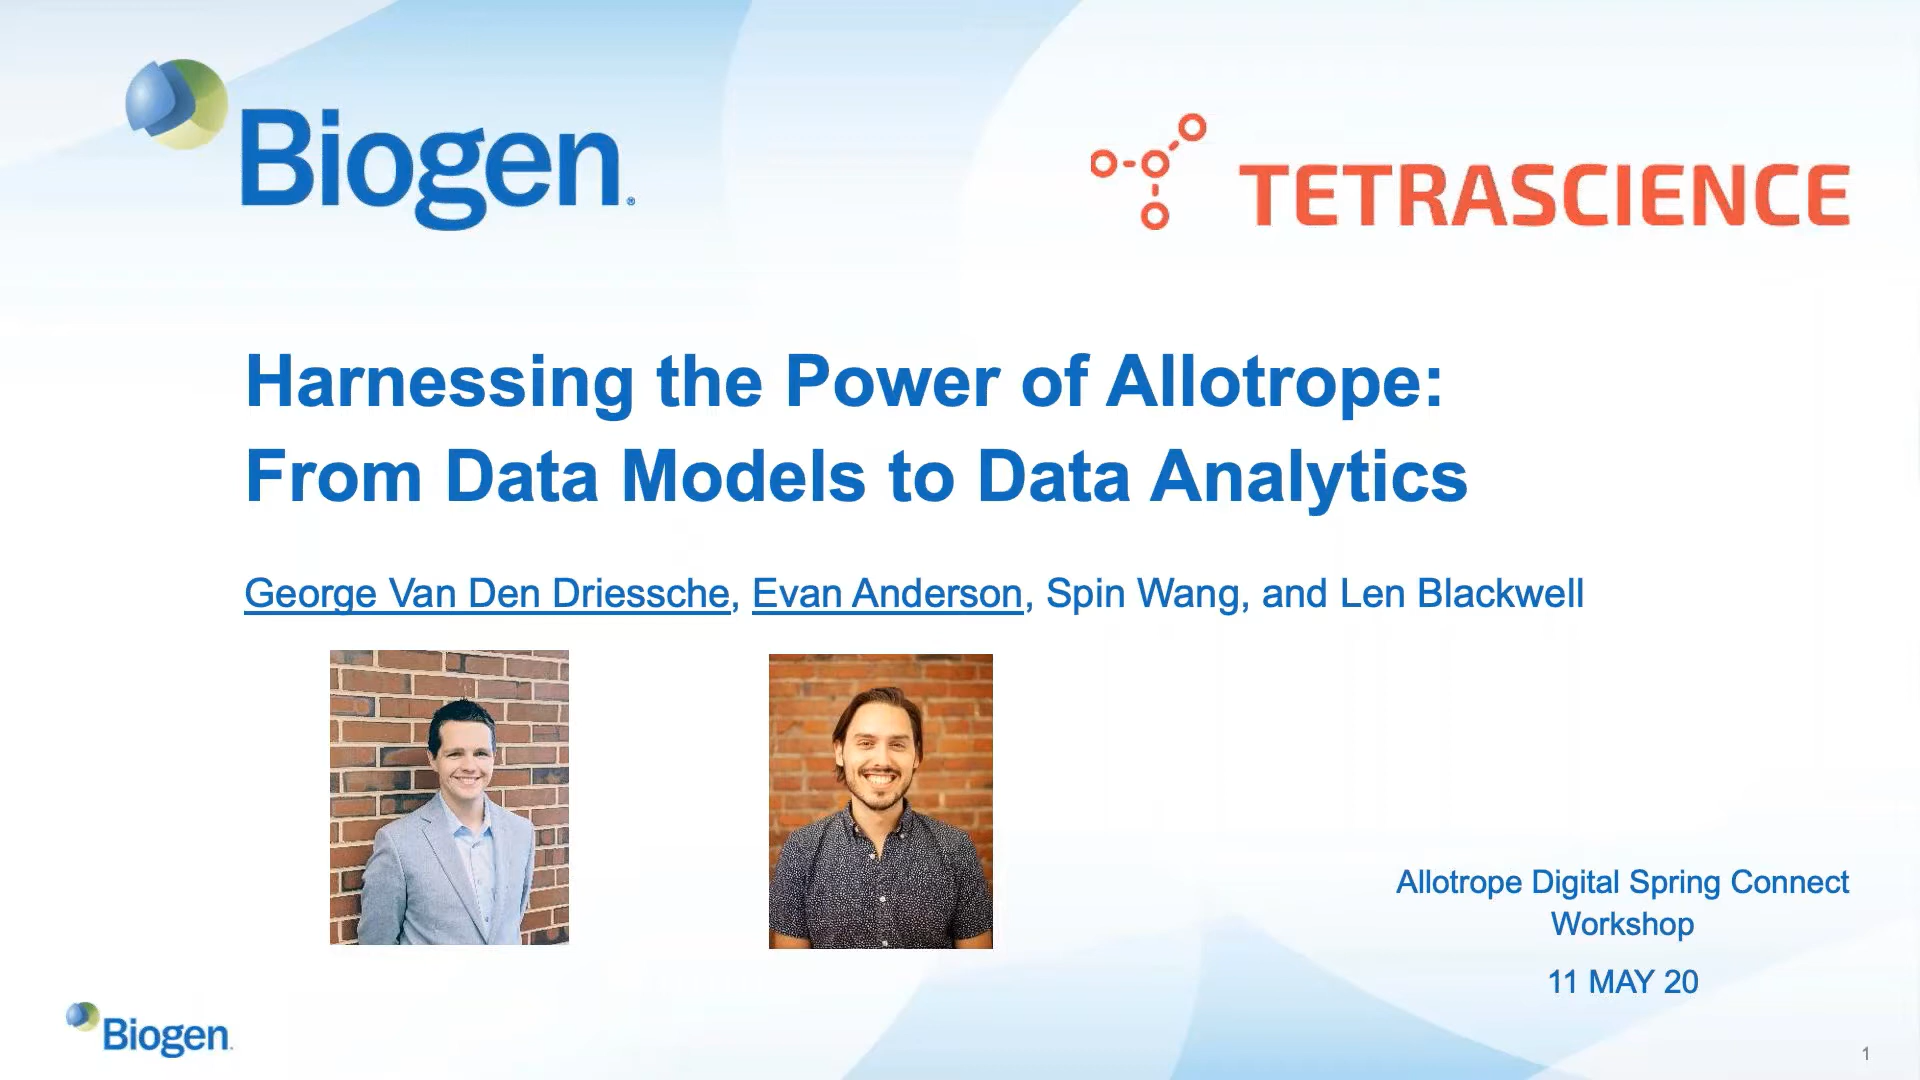 Biogen®
TETRASCIENCE
Harnessing the Power of Allotrope:
From Data Models to Data Analytics
George Van Den Driessche, Evan Anderson, Spin Wang, and Len Blackwell
Allotrope Digital Spring Connect
Workshop
11 MAY 20
Biogen.
1